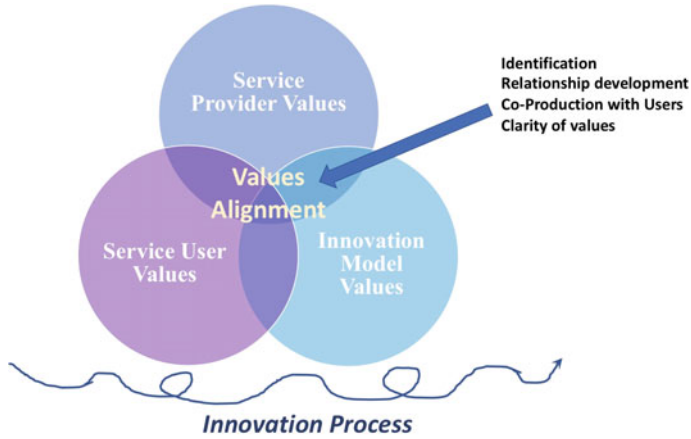 Service
Provider Values
Identification
Relationship development
Co-Production with Users
Clarity of values
Values
Alignment
Service User
Values
Innovation
Model
Values
Innovation Process